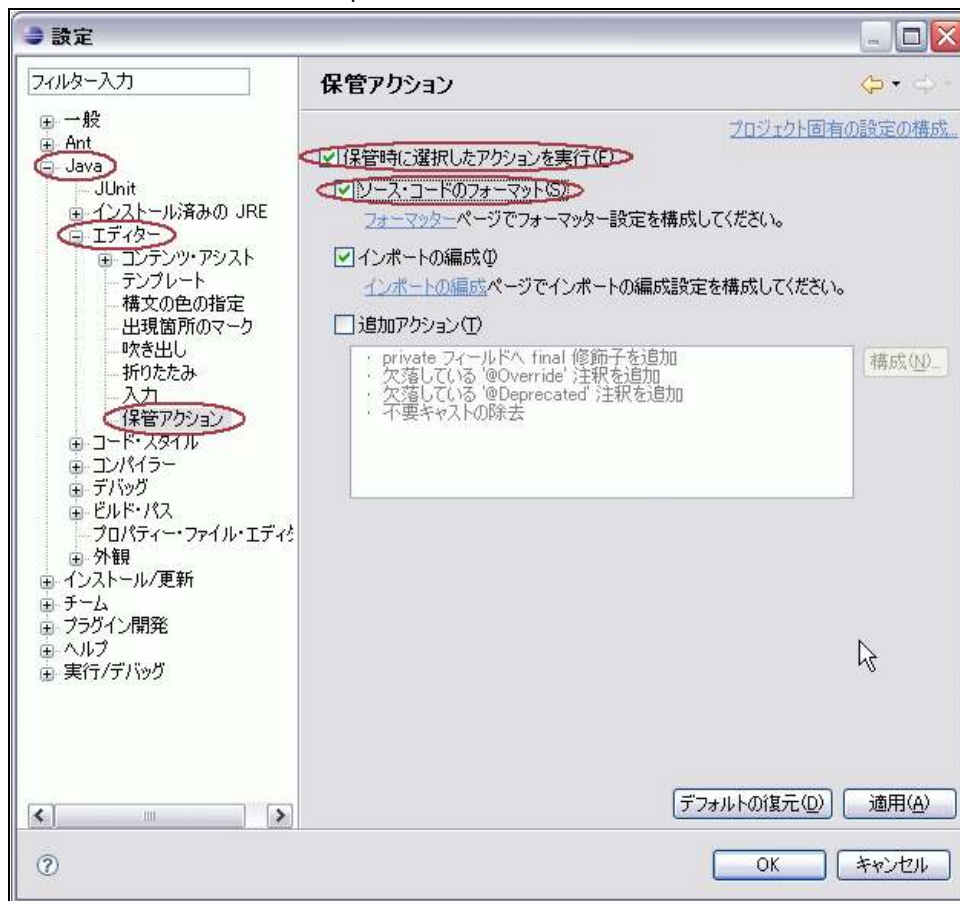 設定
フィルター入力
一般
Ant
Java
JUnit
インストール済みの JRE
エディター
コンテンツ・アシスト
テンプレート
構文の色の指定
出現箇所のマーク
吹き出し
折りたたみ
入力
保管アクション
コード・スタイル
コンパイラー
デバッグ
ビルド・パス
プロパティー・ファイル・エディ
外観
インストール/更新
チーム
プラグイン開発
ヘルプ
実行/デバッグ
保管アクション
プロジェクト固有の設定の構成...
保管時に選択したアクションを実行(E)
ソース・コードのフォーマット(S)
フォーマッターページでフォーマッター設定を構成してください。
インポートの編成(I)
インポートの編成ページでインポートの編成設定を構成してください。
追加アクション(T)
・ private フィールドへ final 修飾子を追加
・ 欠落している '@Override' 注釈を追加
・ 欠落している '@Deprecated' 注釈を追加
・ 不要キャストの除去
構成(N)...
デフォルトの復元(D)
適用(A)
OK
キャンセル